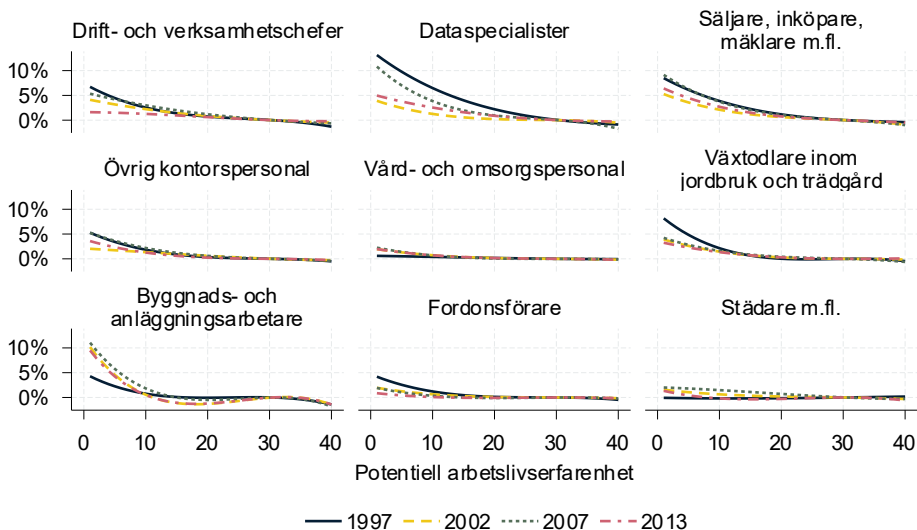 Drift- och verksamhetschefer
Dataspecialister
Säljare, inköpare,
mäklare m.fl.
10%
5%
0%
Övrig kontorspersonal
Vård- och omsorgspersonal
Växtodlare inom
jordbruk och trädgård
10%
5%
0%
Byggnads- och
anläggningsarbetare
Fordonsförare
Städare m.fl.
10%
5%
0%
0 10 20 30 40 0 10 20 30 40 0 10 20 30 40
Potentiell arbetslivserfarenhet
1997 2002 2007 2013